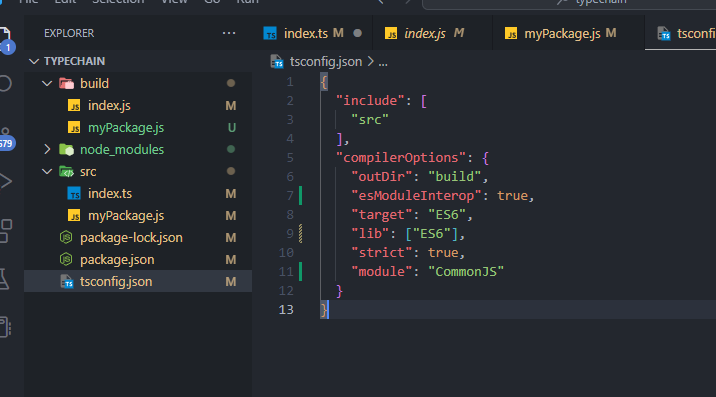 File Edit Selection View Go Run
typechain
EXPLORER
TYPECHAIN
build
JS index.js M
JS myPackage.js U
node_modules
src
TS index.ts M
JS myPackage.js M
package-lock.json M
package.json M
tsconfig.json M
1
579
TS index.ts M
JS index.js M
JS myPackage.js M
TS tsconfi
TS tsconfig.json > ...
1 {
2 "include": [
3 "src"
4 ],
5 "compilerOptions": {
6 "outDir": "build",
7 "esModuleInterop": true,
8 "target": "ES6",
9 "lib": ["ES6"],
10 "strict": true,
11 "module": "CommonJS"
12 }
13 }